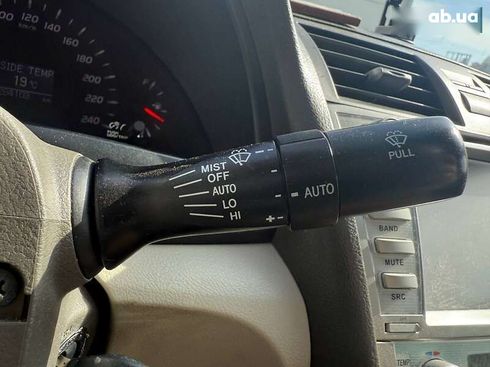 ab.ua
120
140
160
180
200
220
240
SIDE TEMP
19°C
MIST
OFF
AUTO
LO
HI
- 
+
AUTO
PULL
BAND
MUTE
SRC
TEMP